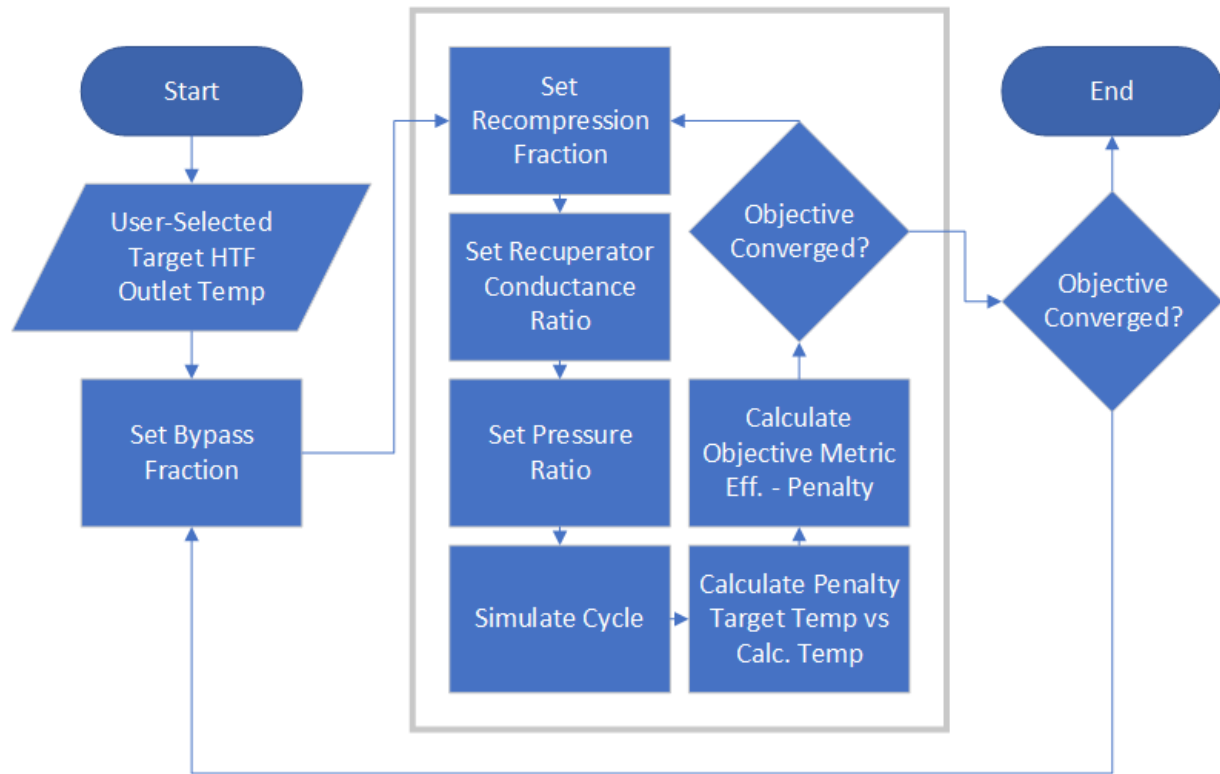 Start
User-Selected
Target HTF
Outlet Temp
Set Bypass
Fraction
Set
Recompression
Fraction
Set Recuperator
Conductance
Ratio
Set Pressure
Ratio
Simulate Cycle
Calculate Penalty
Target Temp vs
Calc. Temp
Calculate
Objective Metric
Eff. - Penalty
Objective
Converged?
Objective
Converged?
End